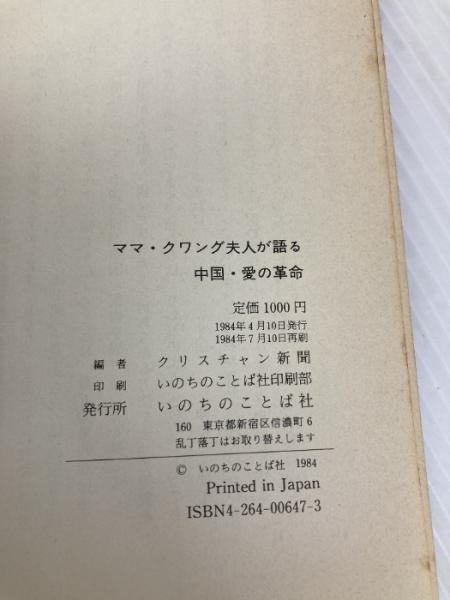 ママ・クワング夫人が語る
中国・愛の革命
定価1000円
1984年4月10日発行
1984年7月10日再刷
編者 クリスチャン新聞
印刷 いのちのことば社印刷部
発行所 いのちのことば社
160 東京都新宿区信濃町6
乱丁落丁はお取り替えします
© いのちのことば社 1984
Printed in Japan
ISBN4-264-00647-3